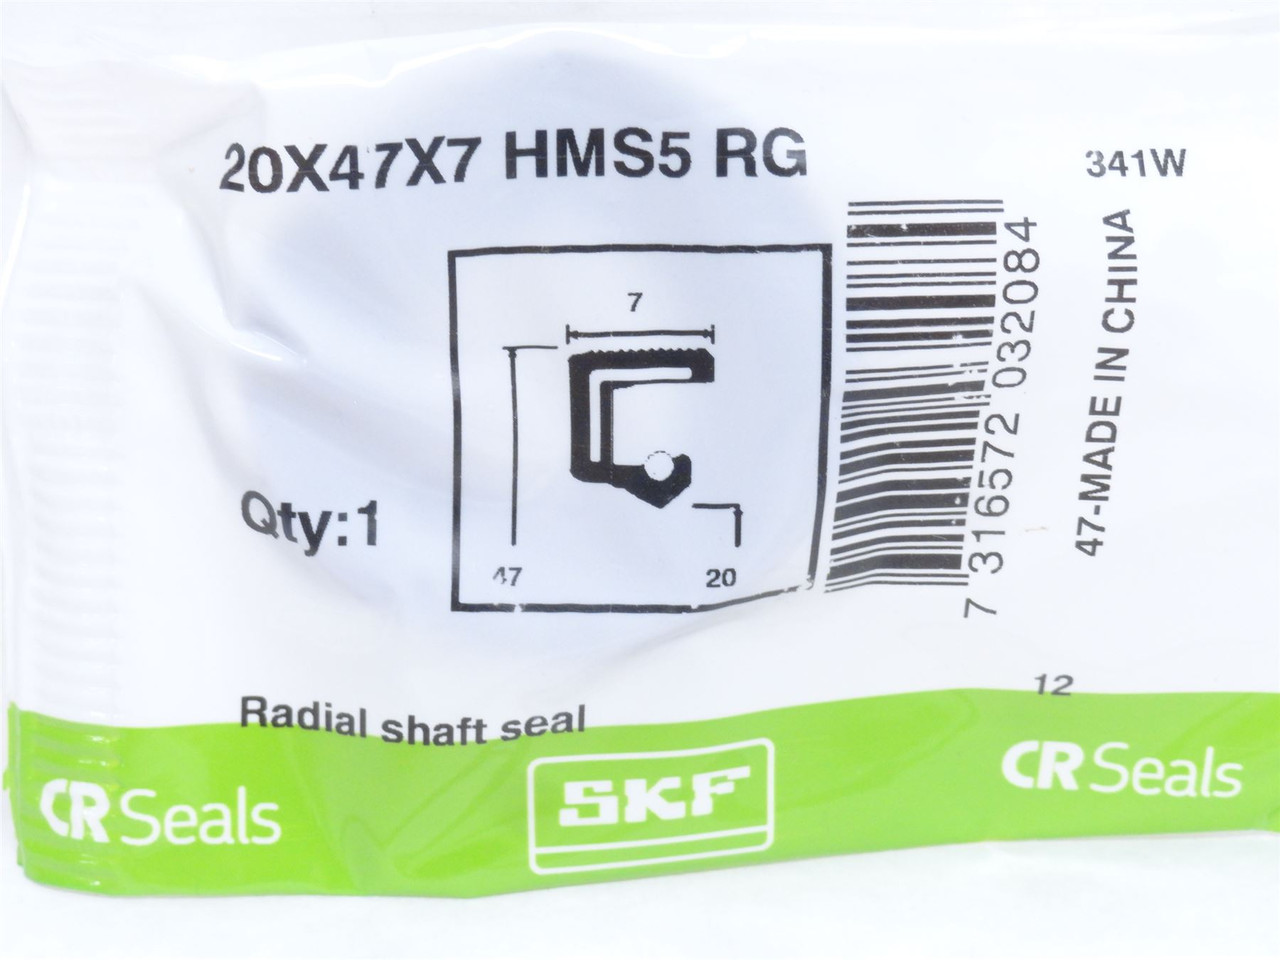 20X47X7 HMS5 RG
341W
7
47
20
7 316572 032084
47-MADE IN CHINA
Qty:1
12
Radial shaft seal
CR Seals
SKF
CR Seals